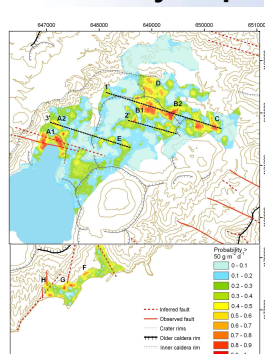 647000 648000 649000 650000 651000
D
1'
B1
B2
2'
C
3'
A2
A1
E
F
H
G
Probability >
50 g m⁻² d⁻¹
0 - 0.1
0.1 - 0.2
0.2 - 0.3
0.3 - 0.4
0.4 - 0.5
0.5 - 0.6
0.6 - 0.7
0.7 - 0.8
0.8 - 0.9
Inferred fault
Observed fault
Crater rims
Older caldera rim
Inner caldera rim